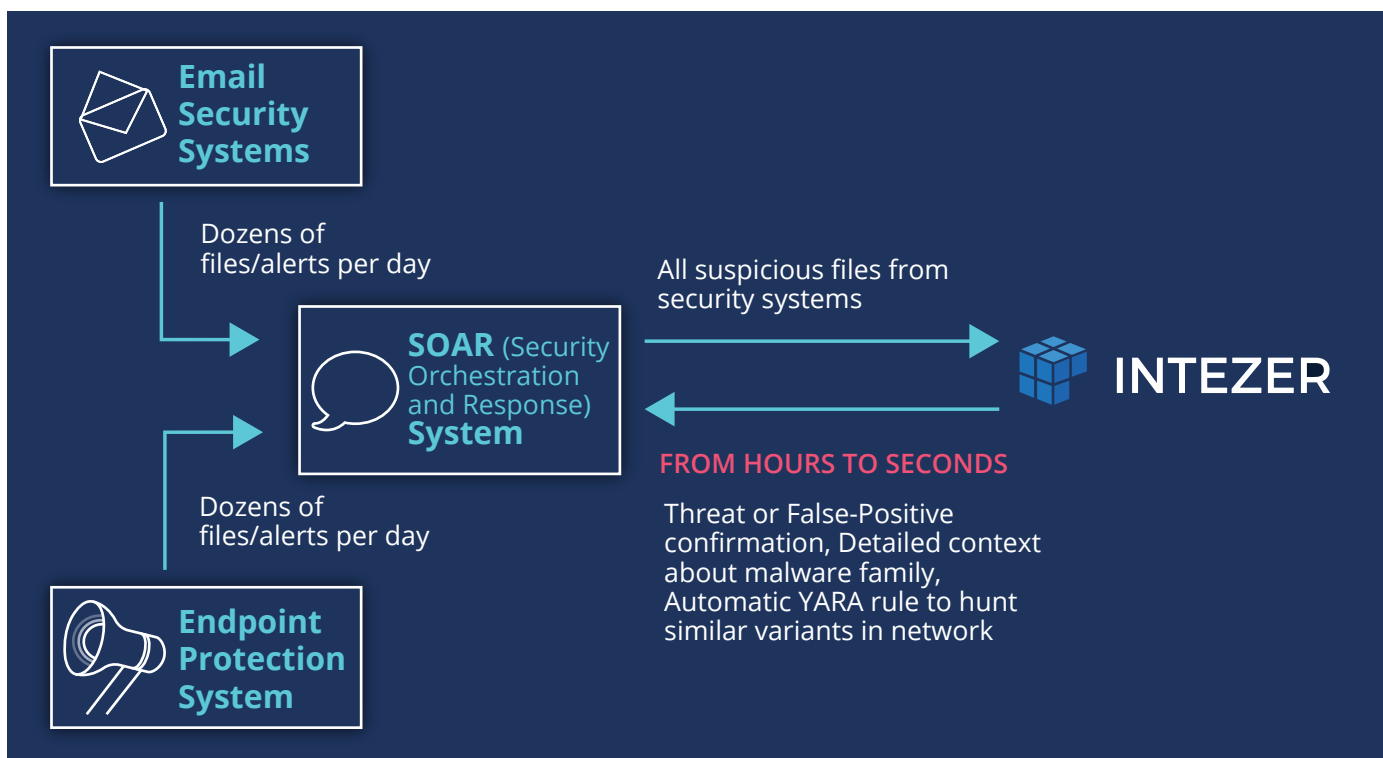 Email
Security
Systems
Dozens of
files/alerts per day
All suspicious files from
security systems
SOAR (Security
Orchestration
and Response)
System
INTEZER
FROM HOURS TO SECONDS
Dozens of
files/alerts per day
Threat or False-Positive
confirmation, Detailed context
about malware family,
Automatic YARA rule to hunt
similar variants in network
Endpoint
Protection
System